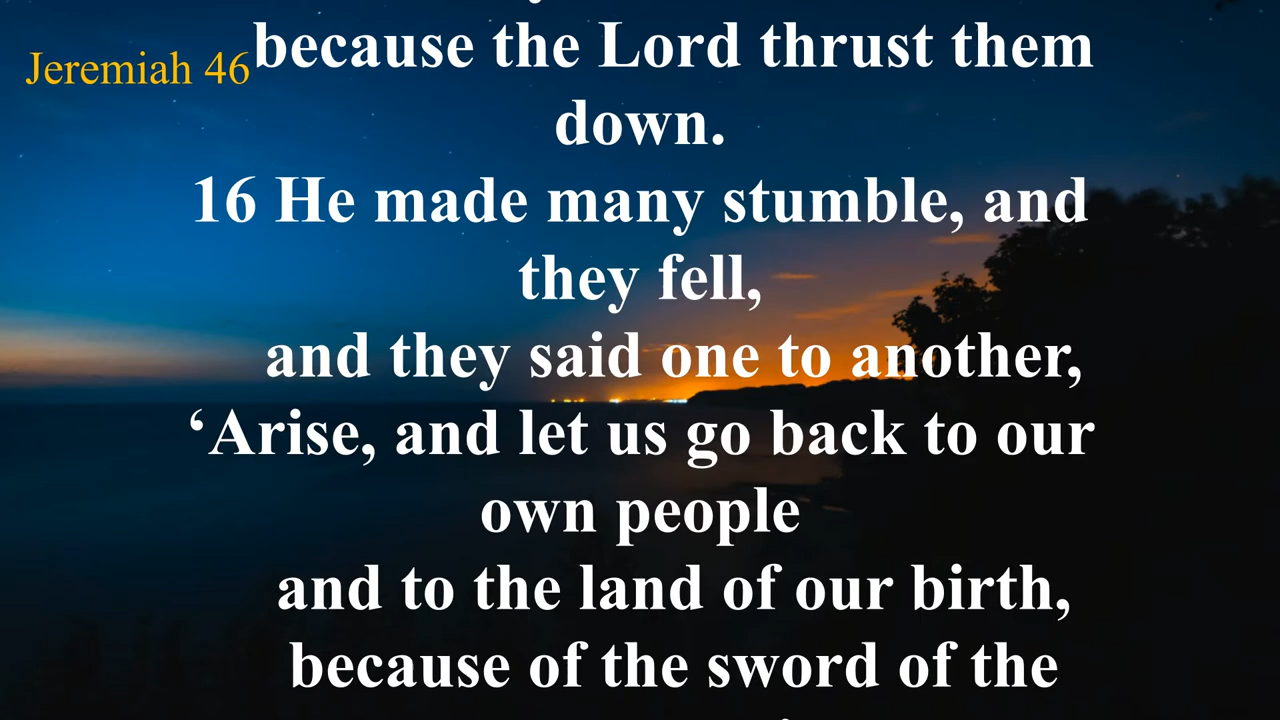 Jeremiah 46
because the Lord thrust them
down.
16 He made many stumble, and
they fell,
and they said one to another,
‘Arise, and let us go back to our
own people
and to the land of our birth,
because of the sword of the